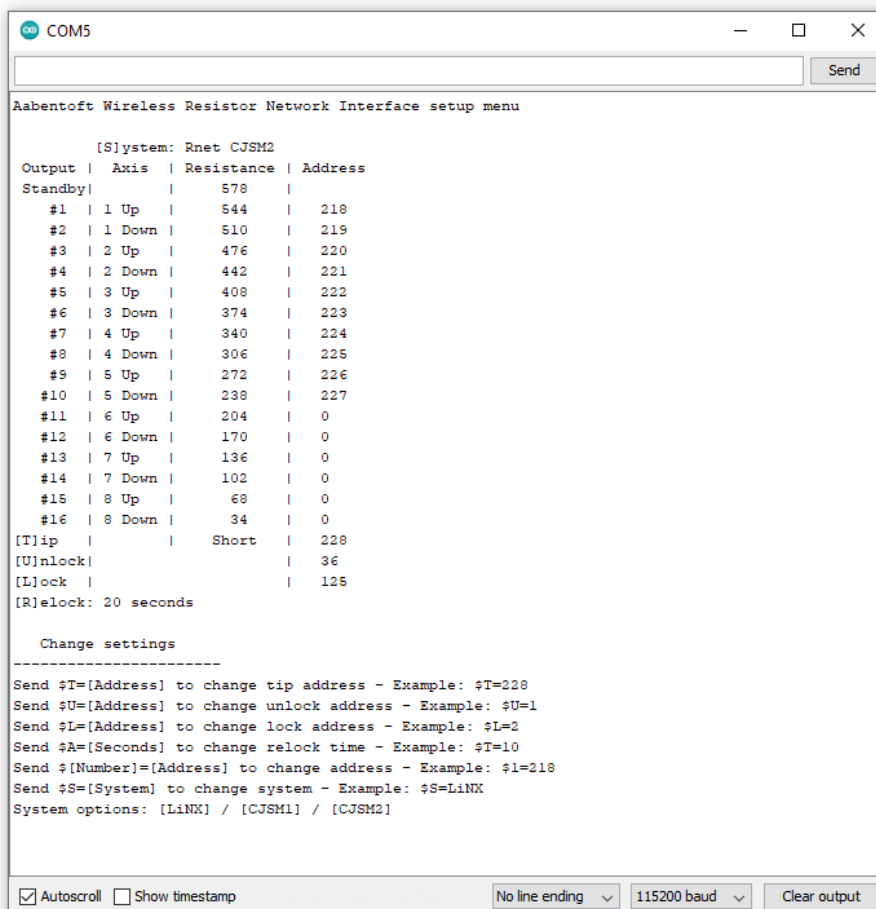 COM5
Send
Aabentoft Wireless Resistor Network Interface setup menu
[S]ystem: Rnet CJSM2
Output | Axis | Resistance | Address
Standby| | 578 |
#1 | 1 Up | 544 | 218
#2 | 1 Down | 510 | 219
#3 | 2 Up | 476 | 220
#4 | 2 Down | 442 | 221
#5 | 3 Up | 408 | 222
#6 | 3 Down | 374 | 223
#7 | 4 Up | 340 | 224
#8 | 4 Down | 306 | 225
#9 | 5 Up | 272 | 226
#10 | 5 Down | 238 | 227
#11 | 6 Up | 204 | 0
#12 | 6 Down | 170 | 0
#13 | 7 Up | 136 | 0
#14 | 7 Down | 102 | 0
#15 | 8 Up | 68 | 0
#16 | 8 Down | 34 | 0
[T]ip | | Short | 228
[U]nlock| | 36
[L]ock | | 125
[R]elock: 20 seconds
Change settings
-----------------------
Send $T=[Address] to change tip address - Example: $T=228
Send $U=[Address] to change unlock address - Example: $U=1
Send $L=[Address] to change lock address - Example: $L=2
Send $A=[Seconds] to change relock time - Example: $T=10
Send $[Number]=[Address] to change address - Example: $1=218
Send $S=[System] to change system - Example: $S=LiNX
System options: [LiNX] / [CJSM1] / [CJSM2]
Autoscroll Show timestamp No line ending 115200 baud Clear output